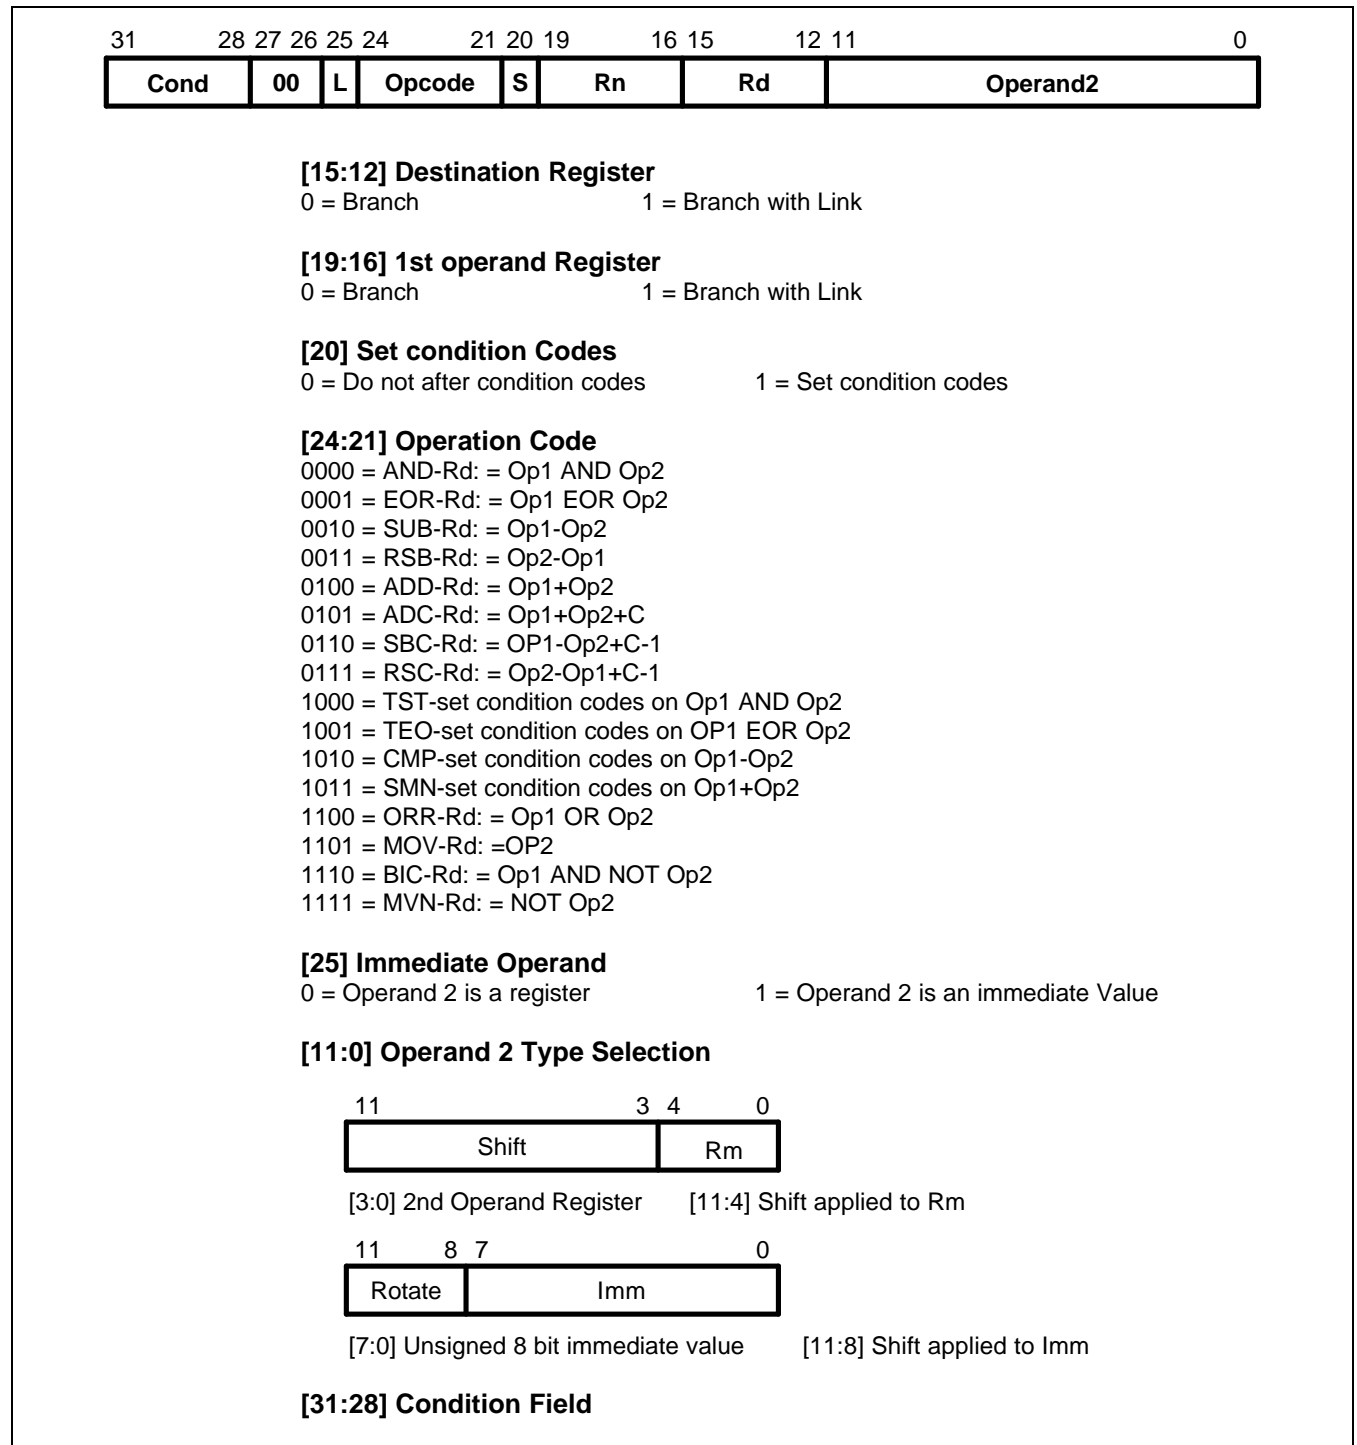 31 28 27 26 25 24 21 20 19 16 15 12 11 0
Cond 00 L Opcode S Rn Rd Operand2
[15:12] Destination Register
0 = Branch 1 = Branch with Link
[19:16] 1st operand Register
0 = Branch 1 = Branch with Link
[20] Set condition Codes
0 = Do not after condition codes 1 = Set condition codes
[24:21] Operation Code
0000 = AND-Rd: = Op1 AND Op2
0001 = EOR-Rd: = Op1 EOR Op2
0010 = SUB-Rd: = Op1-Op2
0011 = RSB-Rd: = Op2-Op1
0100 = ADD-Rd: = Op1+Op2
0101 = ADC-Rd: = Op1+Op2+C
0110 = SBC-Rd: = OP1-Op2+C-1
0111 = RSC-Rd: = Op2-Op1+C-1
1000 = TST-set condition codes on Op1 AND Op2
1001 = TEO-set condition codes on OP1 EOR Op2
1010 = CMP-set condition codes on Op1-Op2
1011 = SMN-set condition codes on Op1+Op2
1100 = ORR-Rd: = Op1 OR Op2
1101 = MOV-Rd: =OP2
1110 = BIC-Rd: = Op1 AND NOT Op2
1111 = MVN-Rd: = NOT Op2
[25] Immediate Operand
0 = Operand 2 is a register 1 = Operand 2 is an immediate Value
[11:0] Operand 2 Type Selection
11 3 4 0
Shift Rm
[3:0] 2nd Operand Register [11:4] Shift applied to Rm
11 8 7 0
Rotate Imm
[7:0] Unsigned 8 bit immediate value [11:8] Shift applied to Imm
[31:28] Condition Field